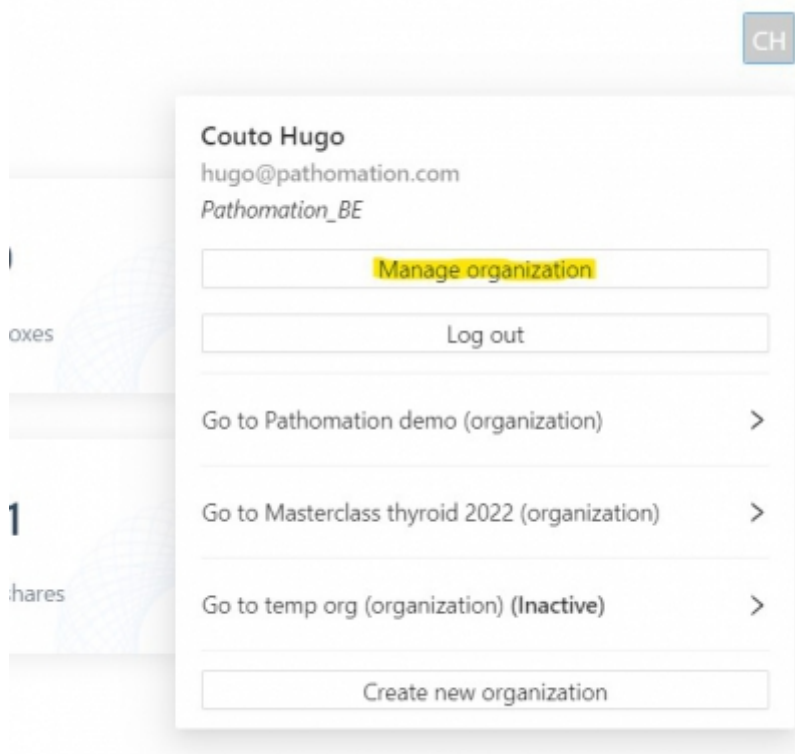 CH
Couto Hugo
hugo@pathomation.com
Pathomation_BE
Manage organization
oxes
Log out
Go to Pathomation demo (organization)
1
Go to Masterclass thyroid 2022 (organization)
hares
Go to temp org (organization) (Inactive)
Create new organization